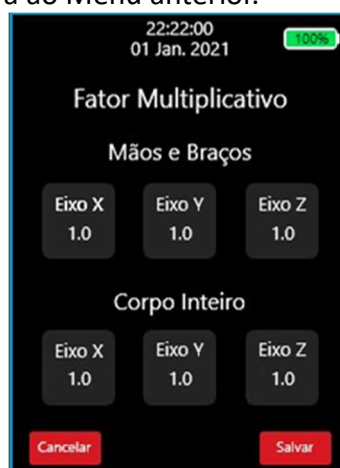 a ao Menu anterior.
22:22:00
01 Jan. 2021
100%
Fator Multiplicativo
Mãos e Braços
Eixo X Eixo Y Eixo Z
1.0 1.0 1.0
Corpo Inteiro
Eixo X Eixo Y Eixo Z
1.0 1.0 1.0
Cancelar Salvar